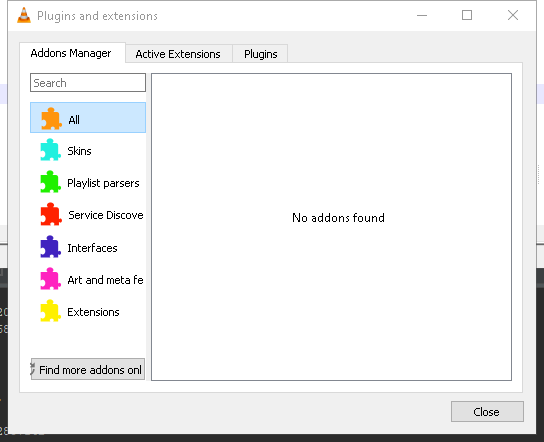 Plugins and extensions
Addons Manager
Active Extensions
Plugins
Search
All
Skins
Playlist parsers
Service Discove
Interfaces
Art and meta fe
Extensions
Find more addons onl
No addons found
Close